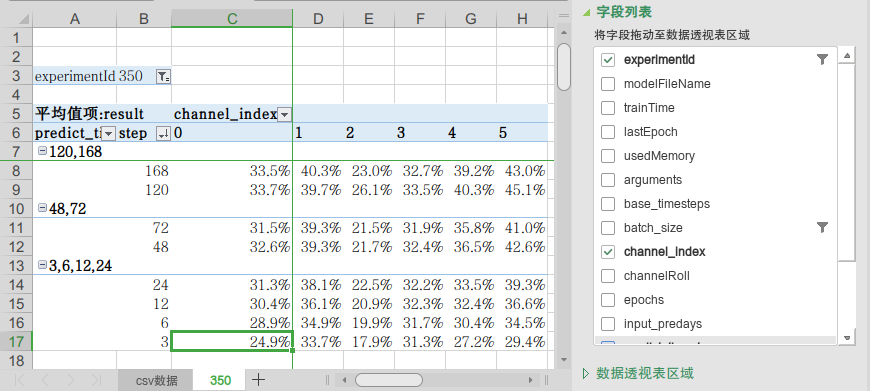 A B C D E F G H
1
2
3 experimentId 350
4
5 平均值项:result channel_index
6 predict_ti step 0 1 2 3 4 5
7 120,168
8 168 33.5% 40.3% 23.0% 32.7% 39.2% 43.0%
9 120 33.7% 39.7% 26.1% 33.5% 40.3% 45.1%
10 48,72
11 72 31.5% 39.3% 21.5% 31.9% 35.8% 41.0%
12 48 32.6% 39.3% 21.7% 32.4% 36.5% 42.6%
13 3,6,12,24
14 24 31.3% 38.1% 22.5% 32.2% 33.5% 39.3%
15 12 30.4% 36.1% 20.9% 32.3% 32.4% 36.6%
16 6 28.9% 34.9% 19.9% 31.7% 30.4% 34.5%
17 3 24.9% 33.7% 17.9% 31.3% 27.2% 29.4%
18
csv数据 350
字段列表
将字段拖动至数据透视表区域
experimentId
modelFileName
trainTime
lastEpoch
usedMemory
arguments
base_timesteps
batch_size
channel_index
channelRoll
epochs
input_predays
数据透视表区域